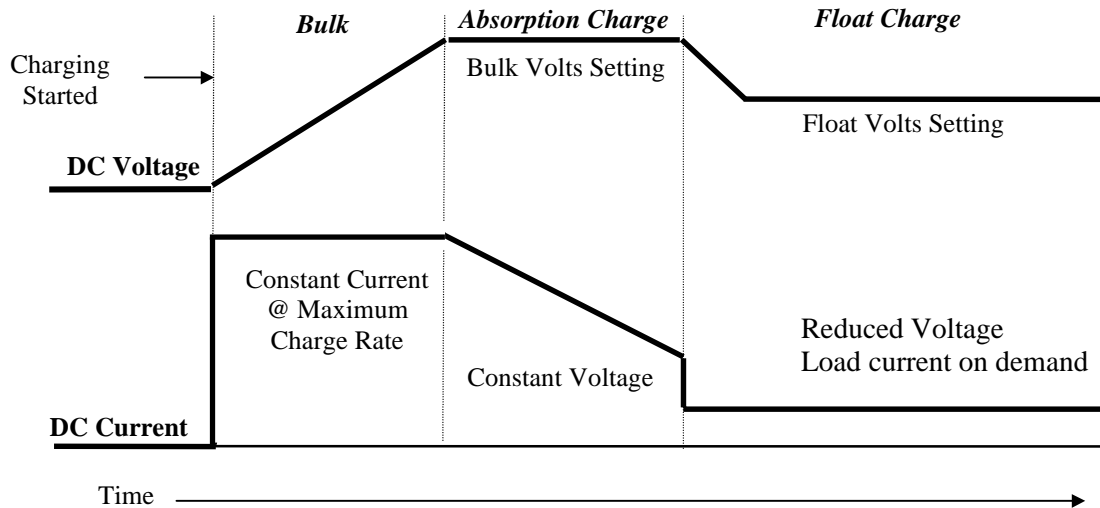 Bulk
Absorption Charge
Float Charge
Charging
Started
Bulk Volts Setting
Float Volts Setting
DC Voltage
Constant Current
@ Maximum
Charge Rate
Constant Voltage
Reduced Voltage
Load current on demand
DC Current
Time